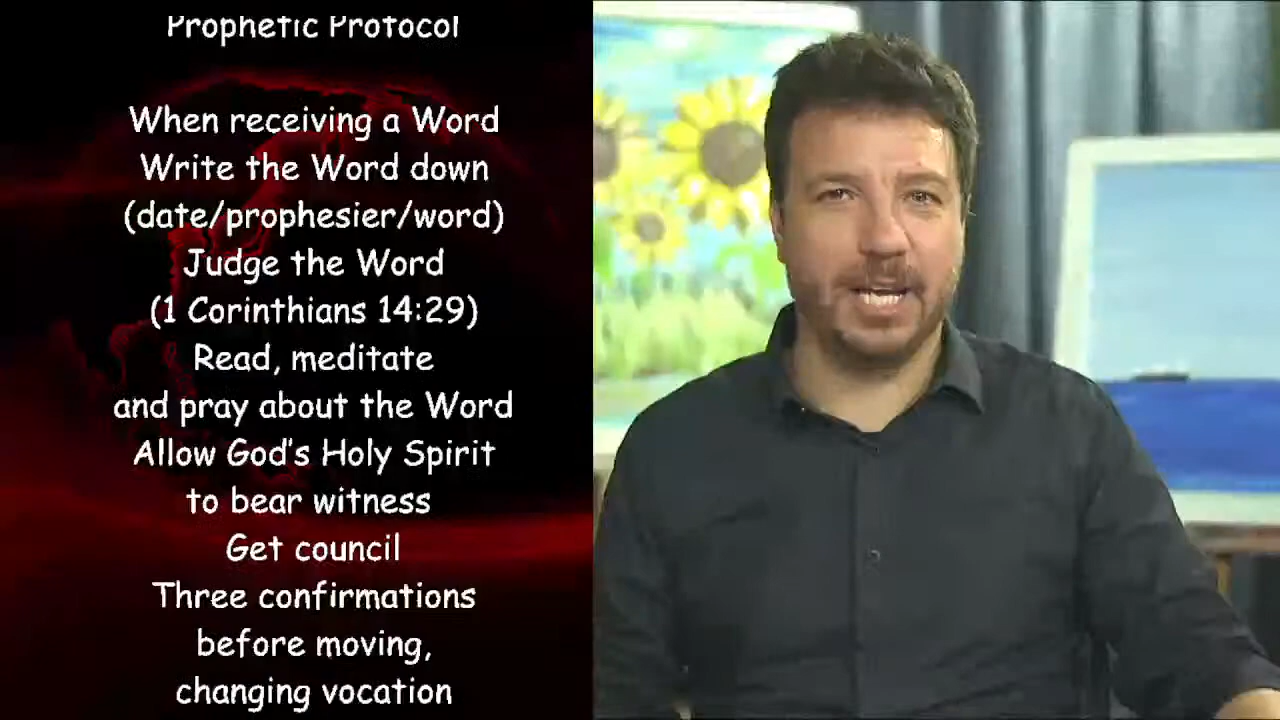 Prophetic Protocol
When receiving a Word
Write the Word down
(date/prophesier/word)
Judge the Word
(1 Corinthians 14:29)
Read, meditate
and pray about the Word
Allow God's Holy Spirit
to bear witness
Get council
Three confirmations
before moving,
changing vocation